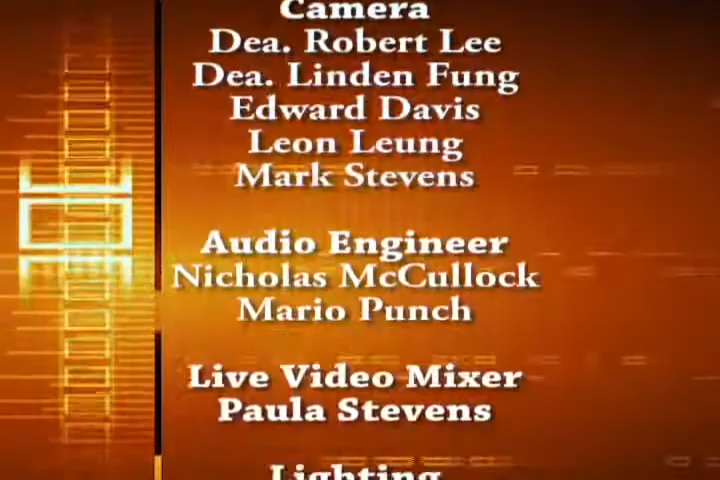 Camera
Dea. Robert Lee
Dea. Linden Fung
Edward Davis
Leon Leung
Mark Stevens
Audio Engineer
Nicholas McCullock
Mario Punch
Live Video Mixer
Paula Stevens
Lighting